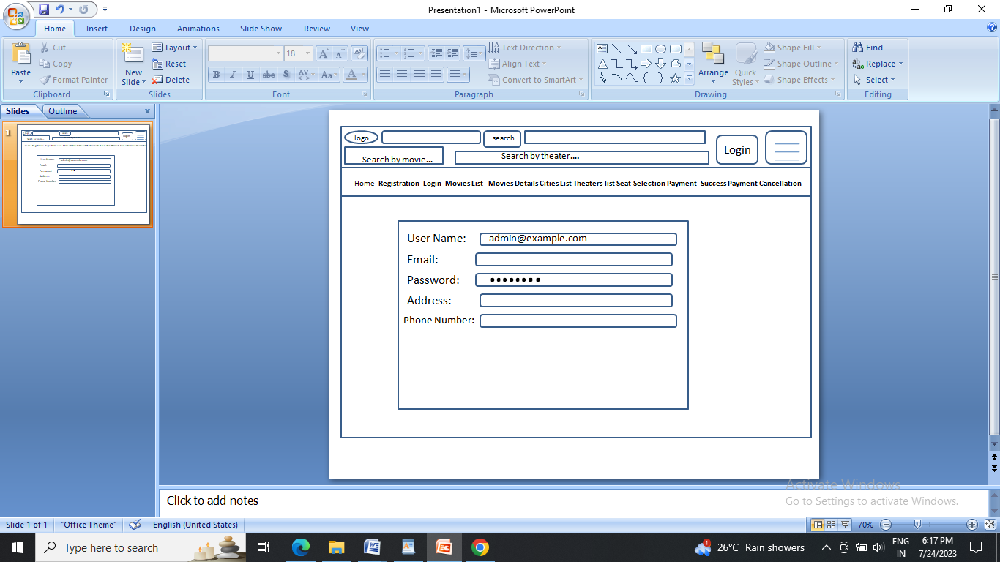 Presentation1 - Microsoft PowerPoint
Home Insert Design Animations Slide Show Review View
Paste
Cut
Copy
Format Painter
Clipboard
New Slide
Layout
Reset
Delete
Slides
18
B I U abc S AV Aa A
Font
Text Direction
Align Text
Convert to SmartArt
Paragraph
Arrange
Quick Styles
Shape Fill
Shape Outline
Shape Effects
Drawing
Find
Replace
Select
Editing
Slides Outline x
1
logo search Login
Search by movie... Search by theater....
Home Registration Login Movies List Movies Details Cities List Theaters list Seat Selection Payment Success Payment Cancellation
User Name: admin@example.com
Email:
Password: ••••••••
Address:
Phone Number:
Click to add notes
Activate Windows
Go to Settings to activate Windows.
Slide 1 of 1 "Office Theme" English (United States) 70%
Type here to search
26°C Rain showers
ENG
IN
6:17 PM
7/24/2023